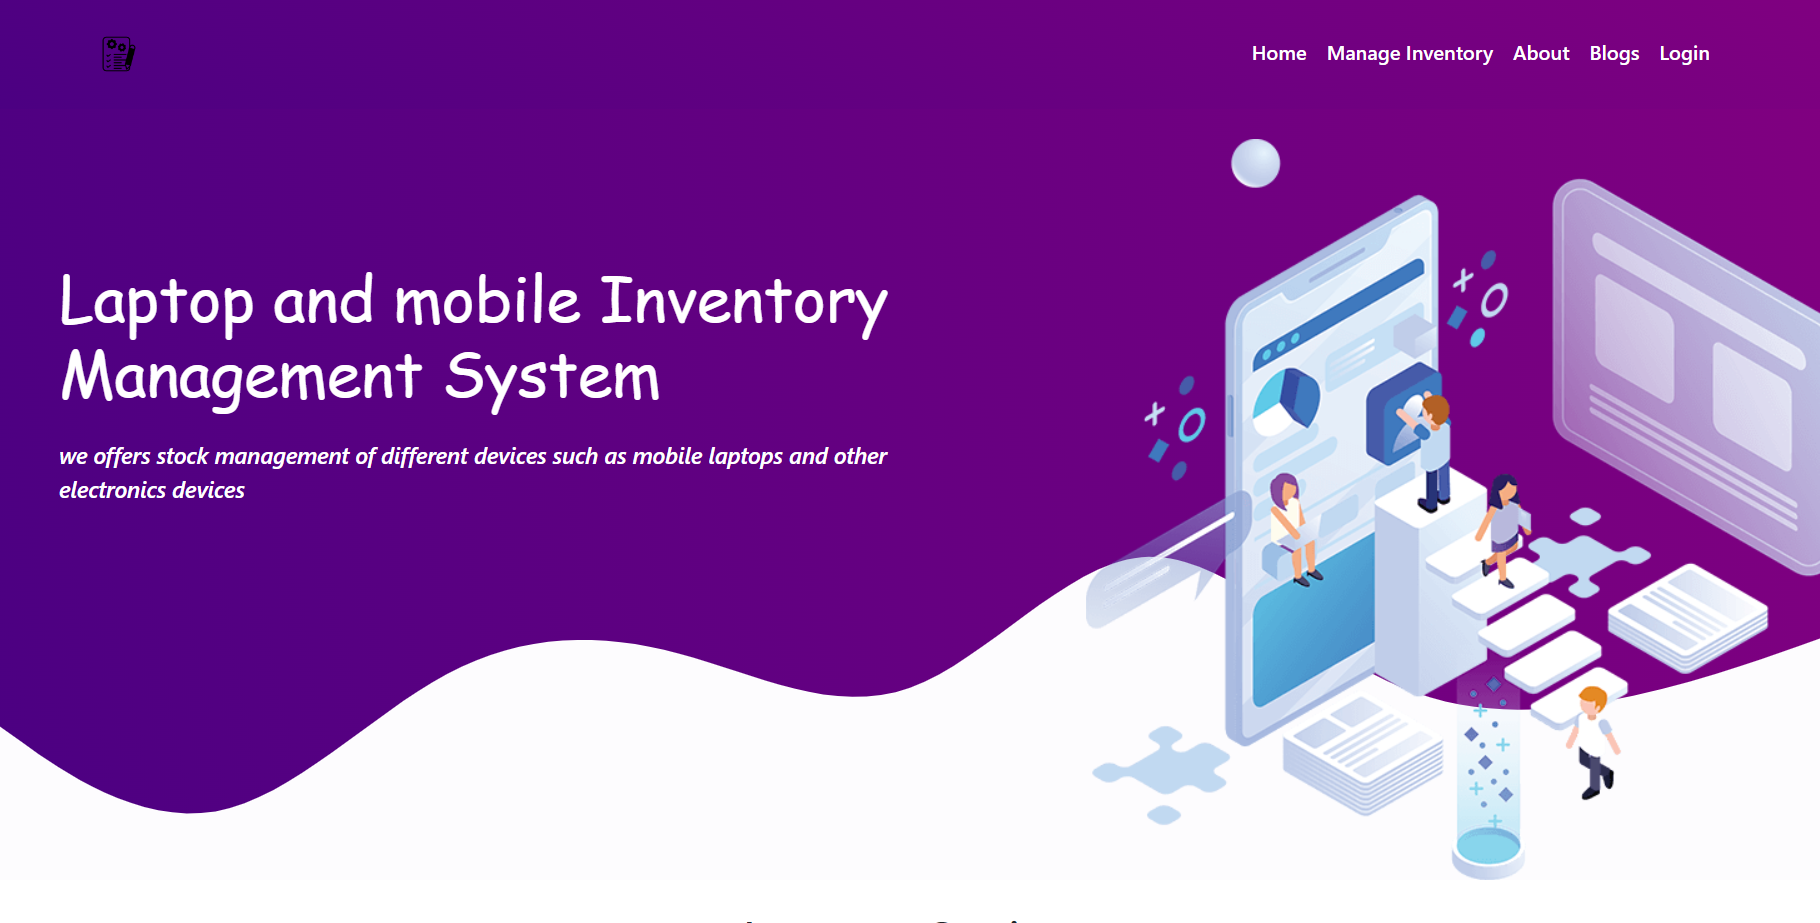 Home Manage Inventory About Blogs Login
Laptop and mobile Inventory
Management System
we offers stock management of different devices such as mobile laptops and other
electronics devices